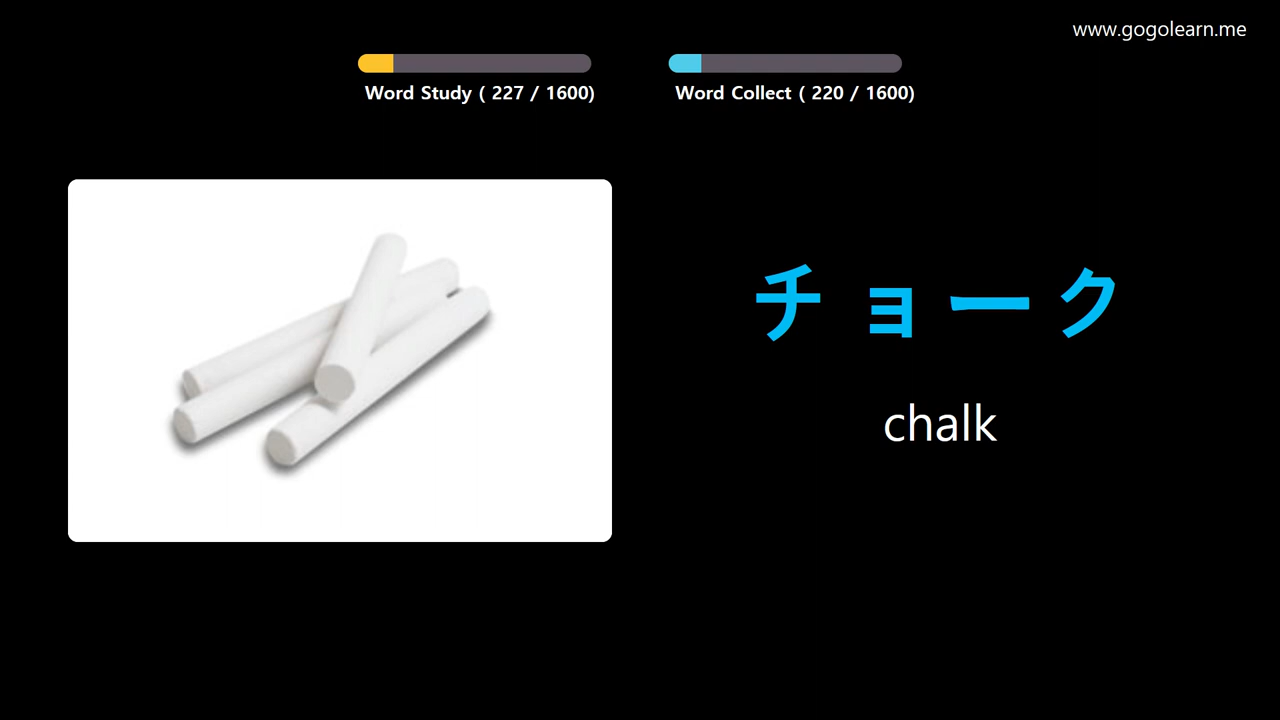 www.gogolearn.me
Word Study ( 227 / 1600)
Word Collect ( 220 / 1600)
チョーク
chalk